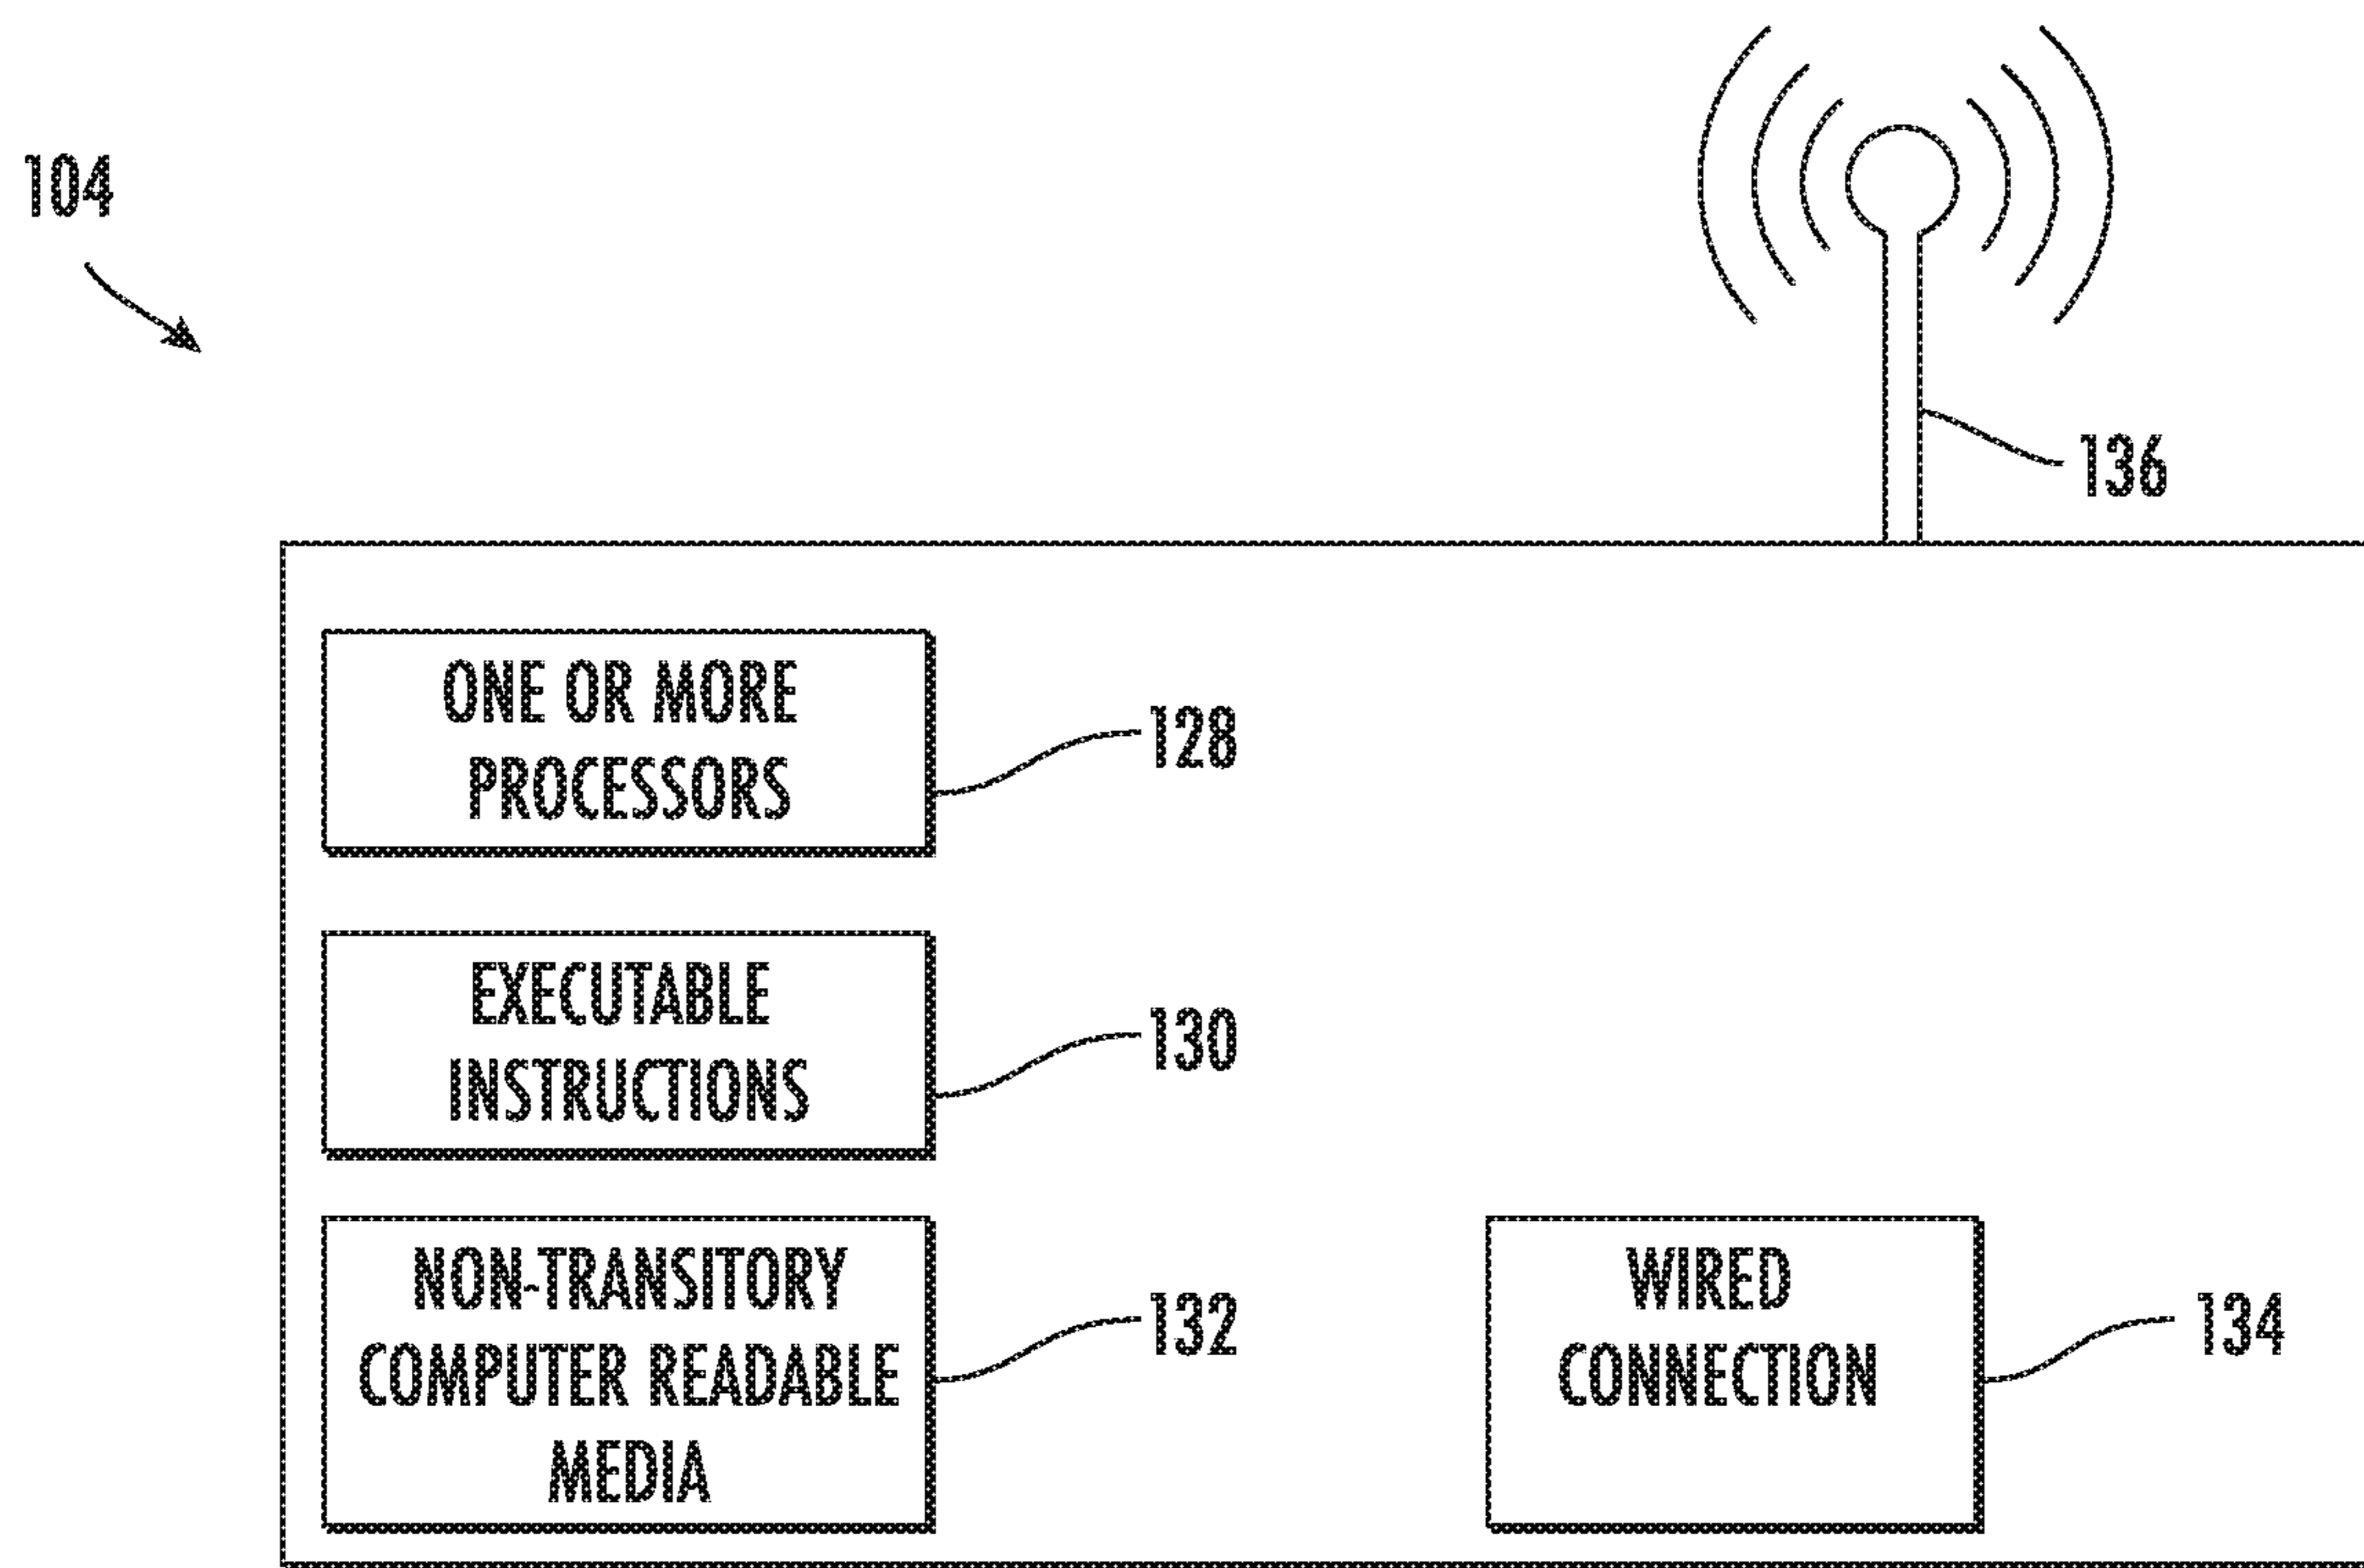 104
136
ONE OR MORE
PROCESSORS
128
EXECUTABLE
INSTRUCTIONS
130
NON-TRANSITORY
COMPUTER READABLE
MEDIA
132
WIRED
CONNECTION
134